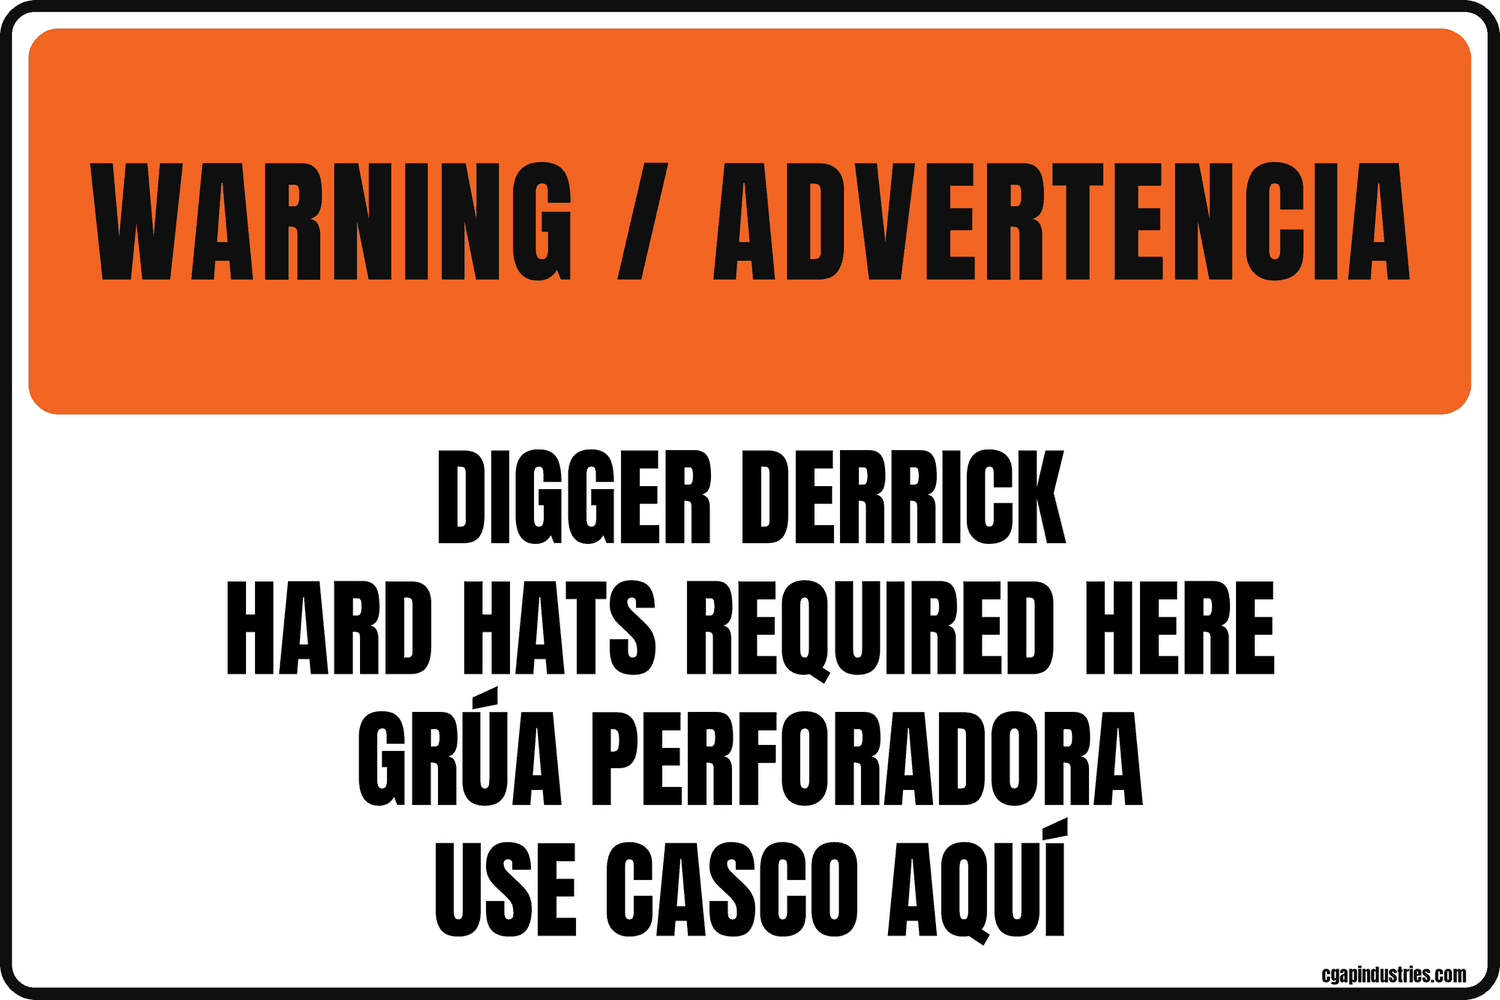 WARNING / ADVERTENCIA
DIGGER DERRICK
HARD HATS REQUIRED HERE
GRÚA PERFORADORA
USE CASCO AQUÍ
cgapindustries.com